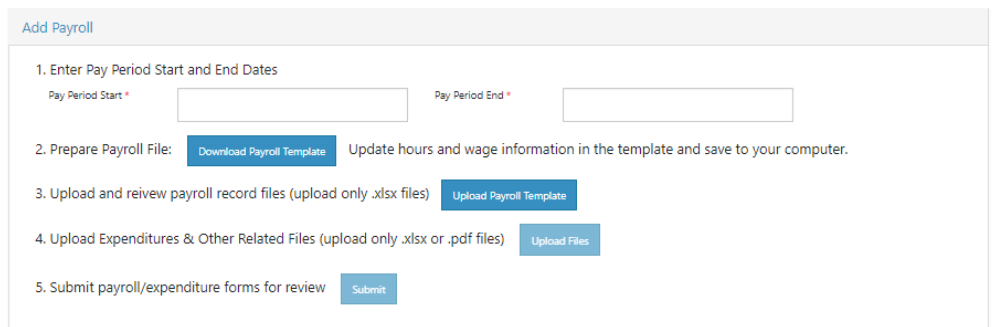 Add Payroll
1. Enter Pay Period Start and End Dates
Pay Period Start * Pay Period End *
2. Prepare Payroll File: Download Payroll Template Update hours and wage information in the template and save to your computer.
3. Upload and reivew payroll record files (upload only .xlsx files) Upload Payroll Template
4. Upload Expenditures & Other Related Files (upload only .xlsx or .pdf files) Upload Files
5. Submit payroll/expenditure forms for review Submit